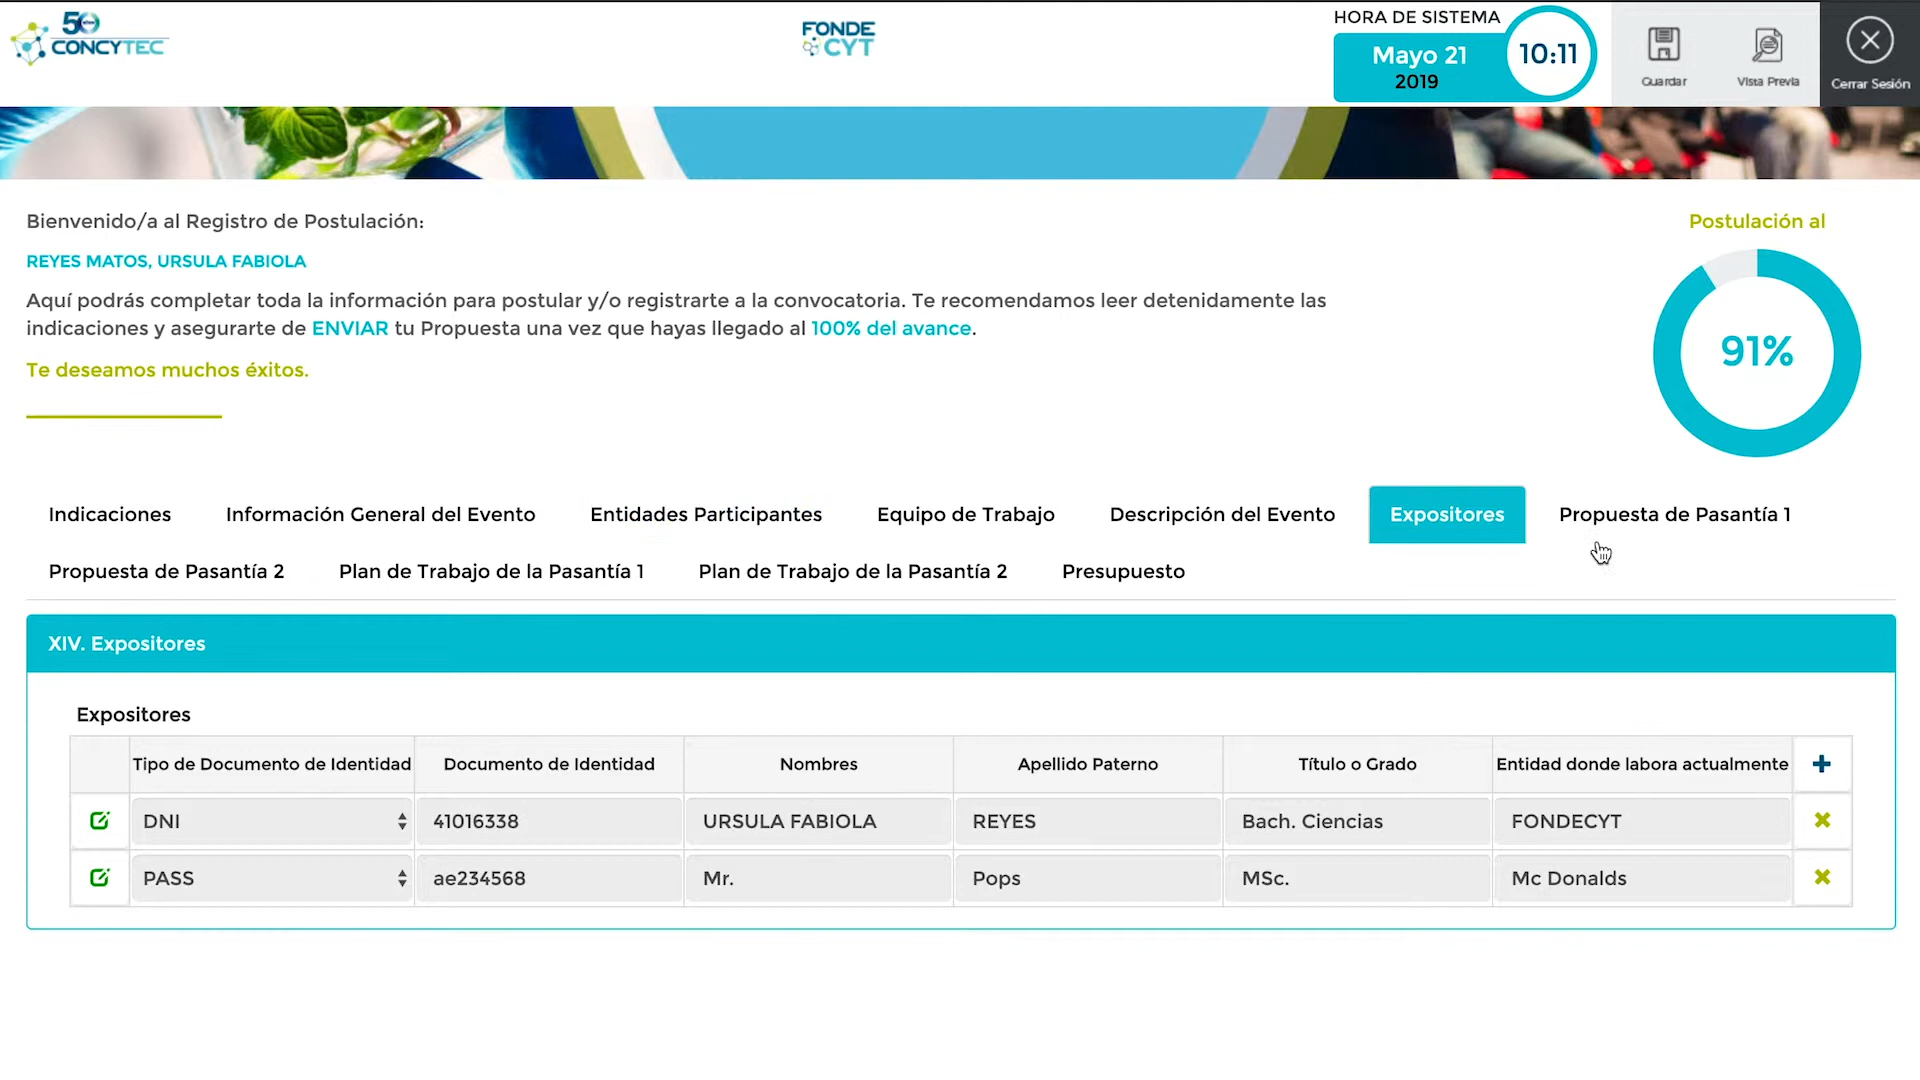 50 años
CONCYTEC
FONDE
CYT
HORA DE SISTEMA
Mayo 21
2019
10:11
Guardar
Vista Previa
Cerrar Sesión
Bienvenido/a al Registro de Postulación:
REYES MATOS, URSULA FABIOLA
Aquí podrás completar toda la información para postular y/o registrarte a la convocatoria. Te recomendamos leer detenidamente las
indicaciones y asegurarte de ENVIAR tu Propuesta una vez que hayas llegado al 100% del avance.
Te deseamos muchos éxitos.
Postulación al
91%
Indicaciones Información General del Evento Entidades Participantes Equipo de Trabajo Descripción del Evento Expositores Propuesta de Pasantía 1
Propuesta de Pasantía 2 Plan de Trabajo de la Pasantía 1 Plan de Trabajo de la Pasantía 2 Presupuesto
XIV. Expositores
Expositores
Tipo de Documento de Identidad Documento de Identidad Nombres Apellido Paterno Título o Grado Entidad donde labora actualmente
DNI 41016338 URSULA FABIOLA REYES Bach. Ciencias FONDECYT
PASS ae234568 Mr. Pops MSc. Mc Donalds